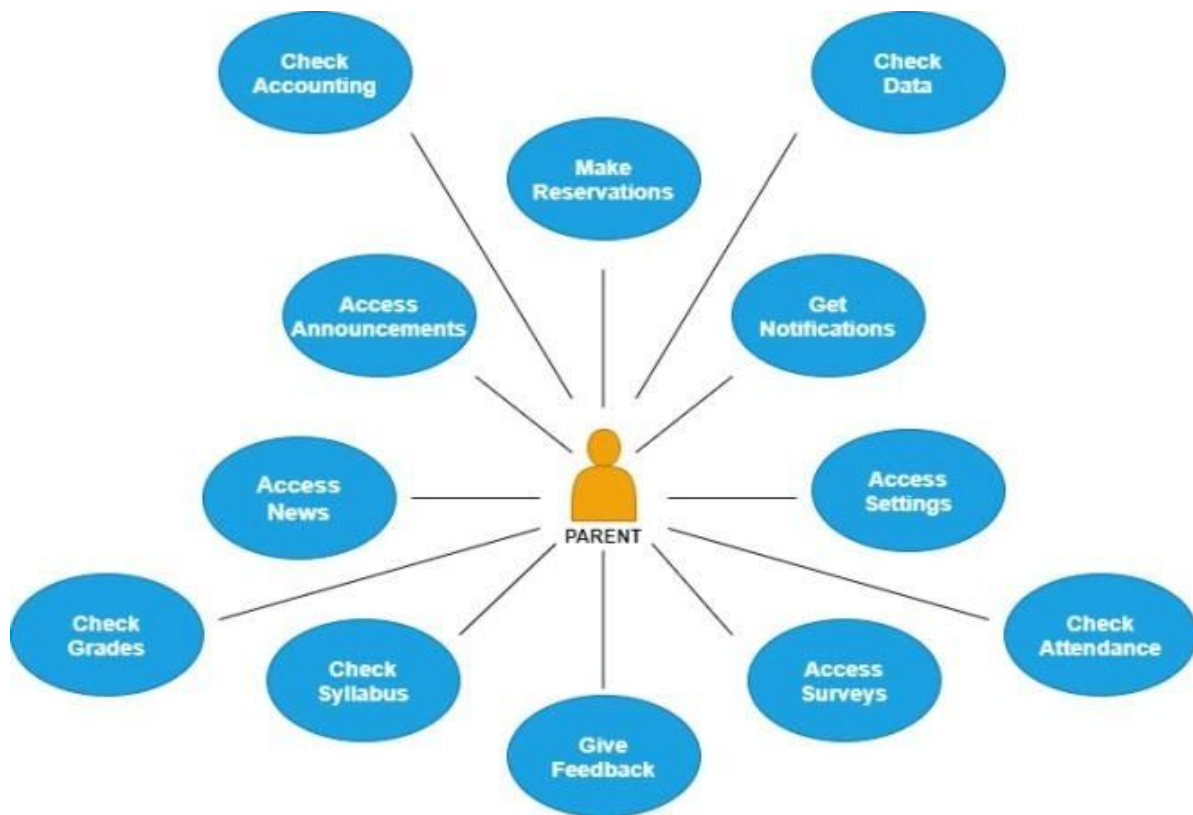 Check
Accounting
Check
Data
Make
Reservations
Access
Announcements
Get
Notifications
Access
News
Access
Settings
PARENT
Check
Grades
Check
Syllabus
Give
Feedback
Access
Surveys
Check
Attendance